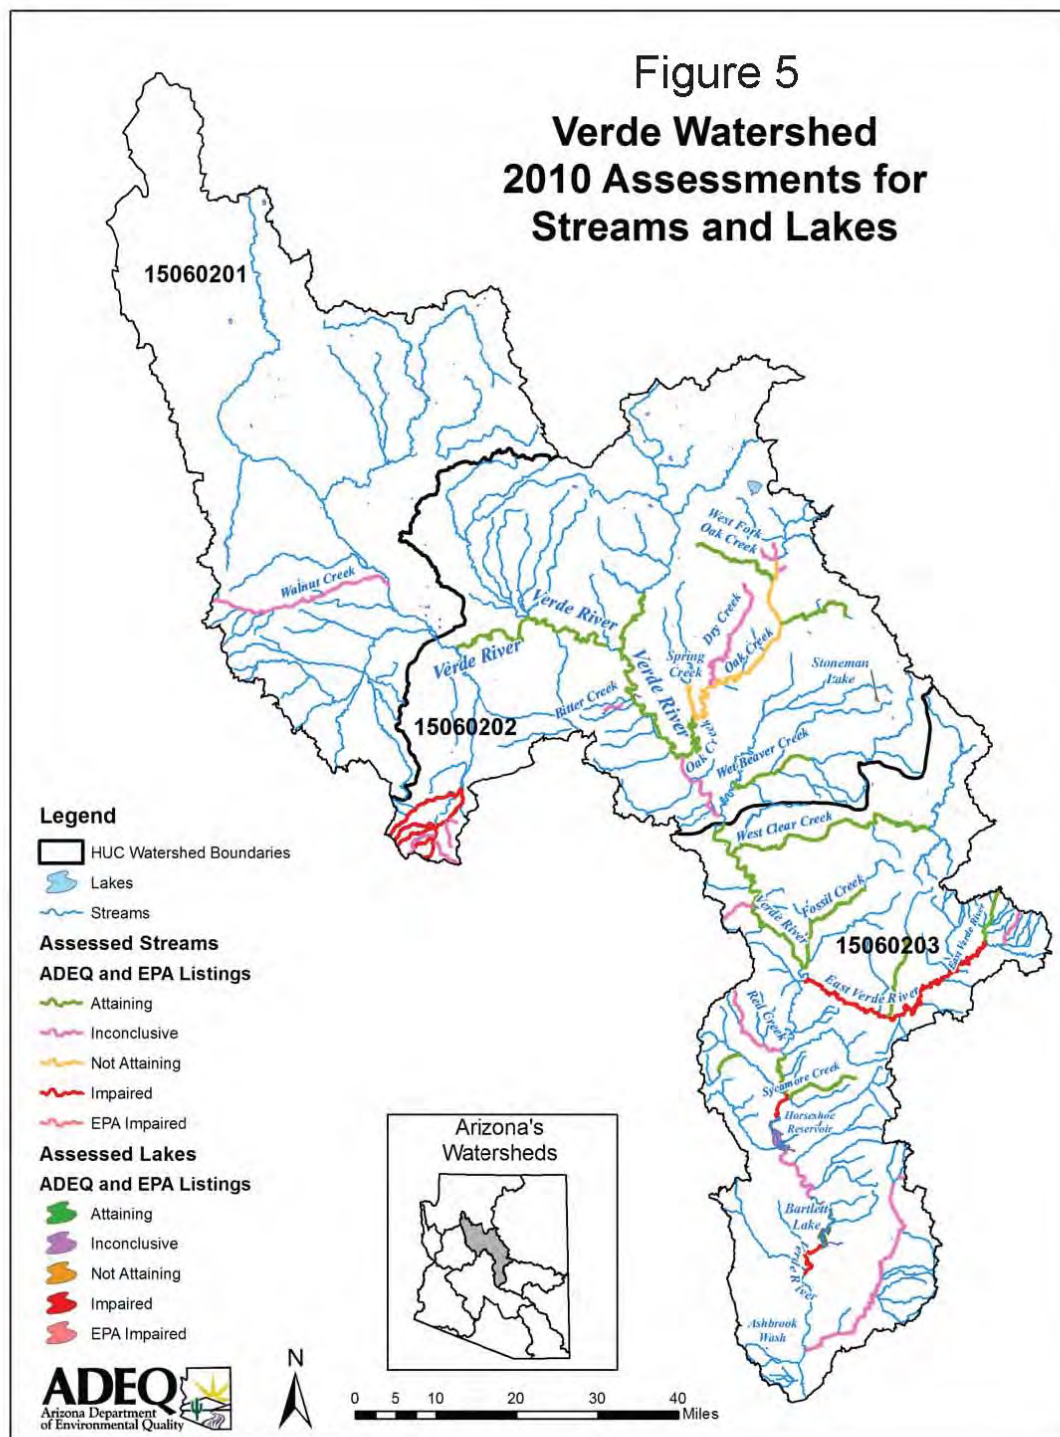 Figure 5
Verde Watershed
2010 Assessments for
Streams and Lakes
15060201
West Fork
Oak Creek
Walnut Creek
Dry Creek
Verde River
Verde River
Spring
Creek
Oak Creek
Verde River
Stoneman
Lake
Bitter Creek
15060202
Oak Cr
Wet Beaver Creek
West Clear Creek
Fossil Creek
Verde River
East Verde River
15060203
East Verde River
Red Creek
Sycamore Creek
Horseshoe
Reservoir
Bartlett
Lake
Verde River
Ashbrook
Wash
Legend
HUC Watershed Boundaries
Lakes
Streams
Assessed Streams
ADEQ and EPA Listings
Attaining
Inconclusive
Not Attaining
Impaired
EPA Impaired
Assessed Lakes
ADEQ and EPA Listings
Attaining
Inconclusive
Not Attaining
Impaired
EPA Impaired
Arizona's
Watersheds
ADEQ
Arizona Department
of Environmental Quality
N
0 5 10 20 30 40
Miles